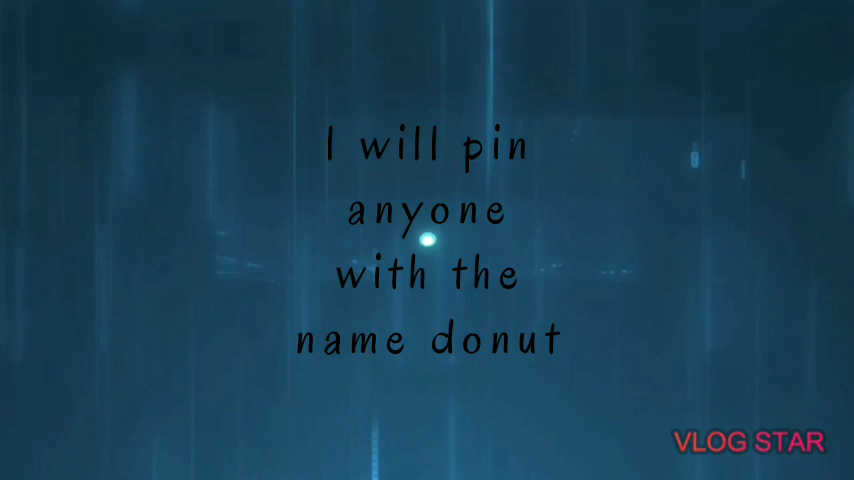 I will pin
anyone
with the
name donut
VLOG STAR